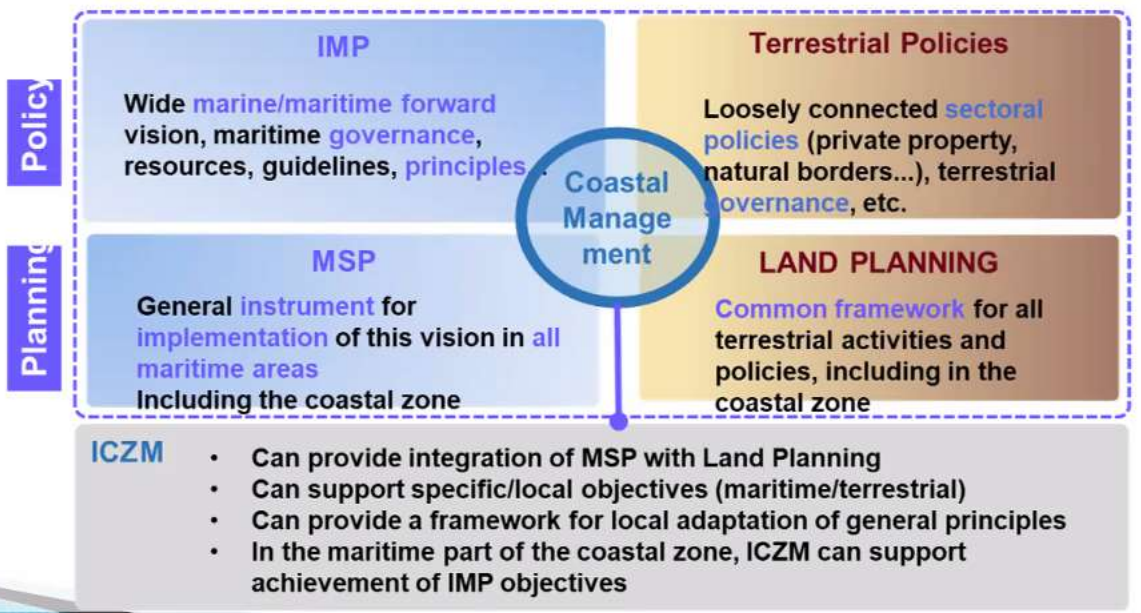 Policy
IMP
Wide marine/maritime forward
vision, maritime governance,
resources, guidelines, principles .
Terrestrial Policies
Loosely connected sectoral
policies (private property,
natural borders...), terrestrial
governance, etc.
Coastal
Manage
ment
Planning
MSP
General instrument for
implementation of this vision in all
maritime areas
Including the coastal zone
LAND PLANNING
Common framework for all
terrestrial activities and
policies, including in the
coastal zone
ICZM
• Can provide integration of MSP with Land Planning
• Can support specific/local objectives (maritime/terrestrial)
• Can provide a framework for local adaptation of general principles
• In the maritime part of the coastal zone, ICZM can support
achievement of IMP objectives